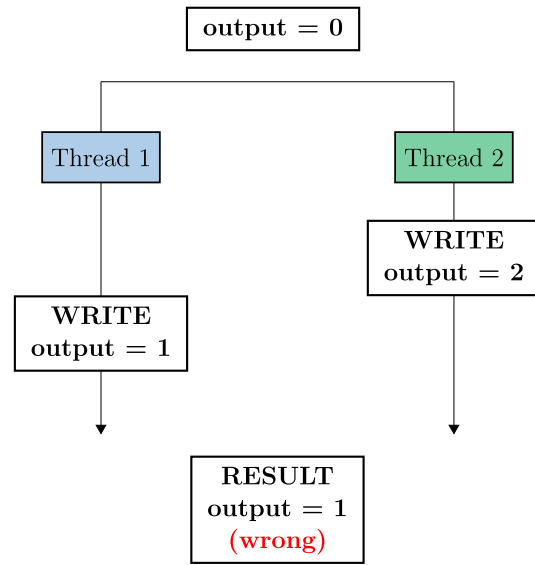 output = 0
Thread 1
Thread 2
WRITE
output = 2
WRITE
output = 1
RESULT
output = 1
(wrong)